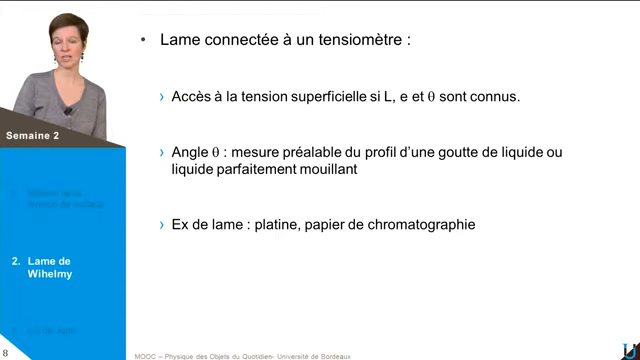 • Lame connectée à un tensiomètre :
› Accès à la tension superficielle si L, e et θ sont connus.
› Angle θ : mesure préalable du profil d'une goutte de liquide ou
liquide parfaitement mouillant
› Ex de lame : platine, papier de chromatographie
Semaine 2
2. Lame de
Wihelmy
8
MOOC – Physique des Objets du Quotidien- Université de Bordeaux